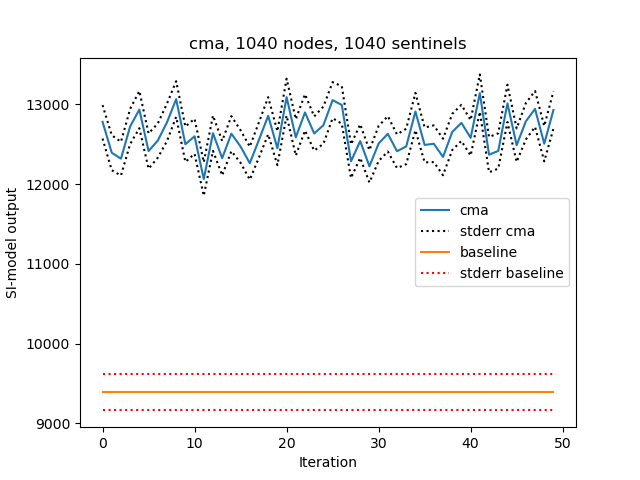 cma, 1040 nodes, 1040 sentinels
SI-model output
13000
12000
11000
10000
9000
cma
stderr cma
baseline
stderr baseline
0
10
20
30
40
50
Iteration